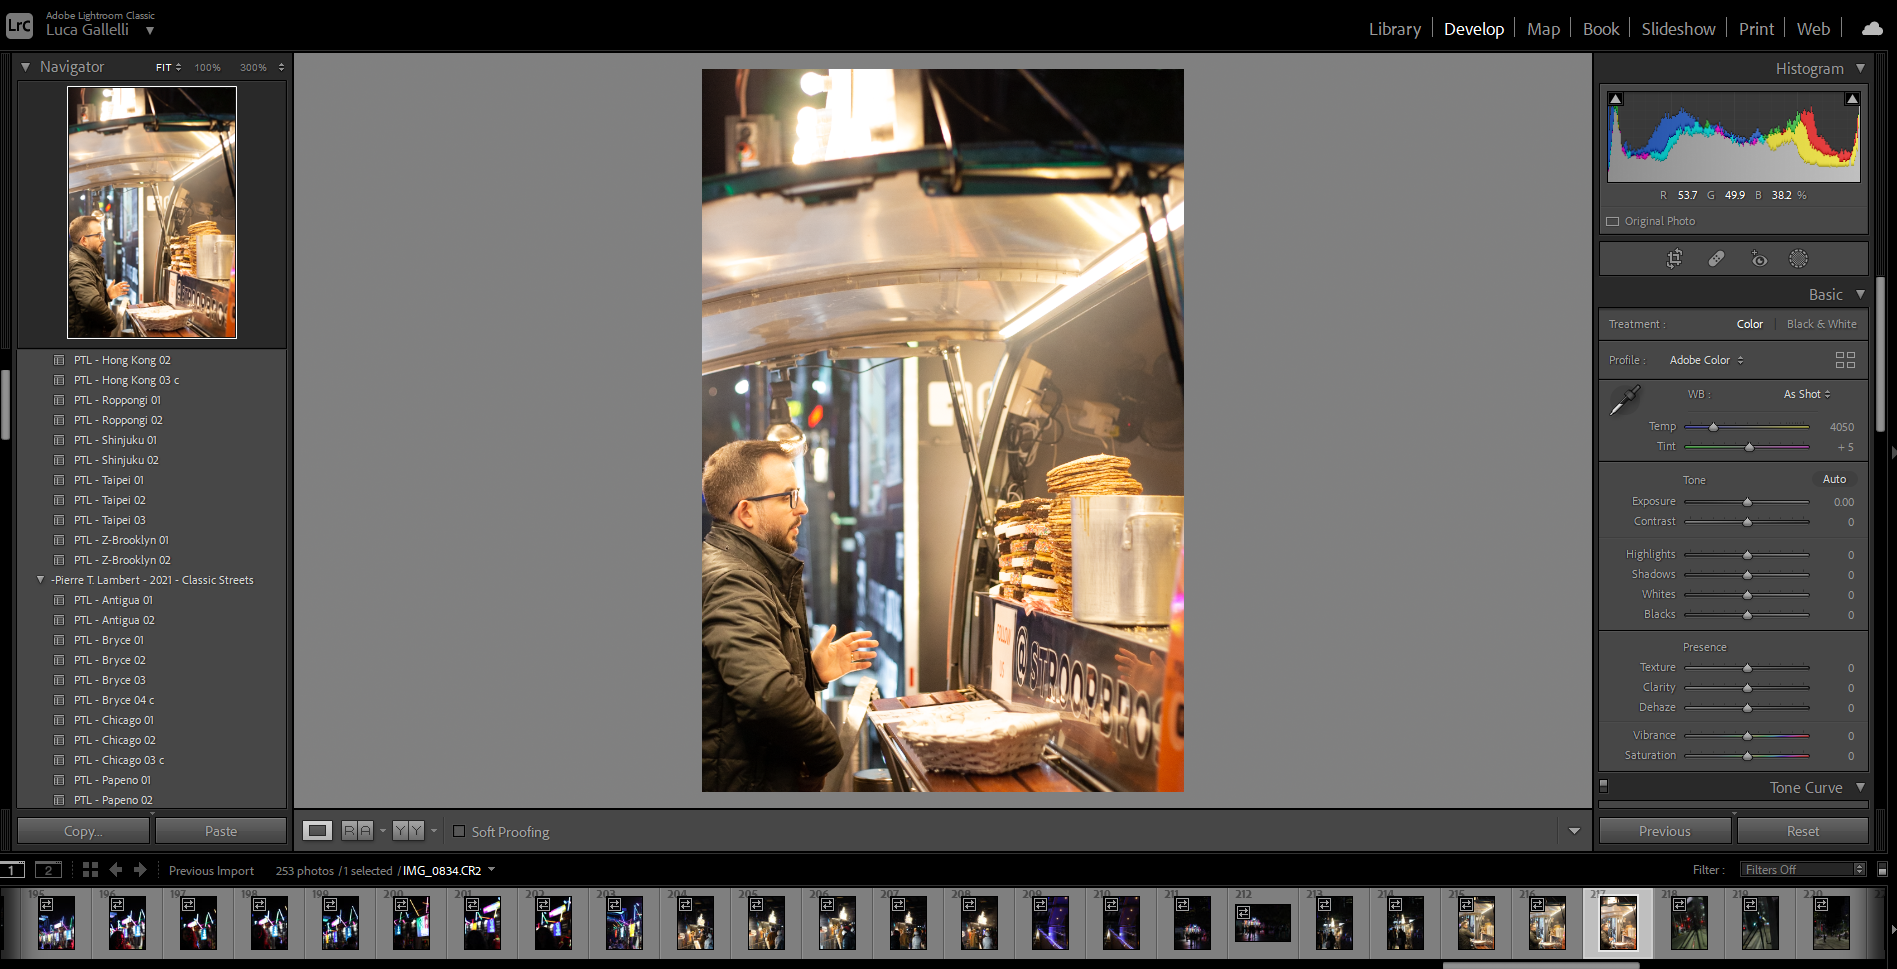 LrC
Adobe Lightroom Classic
Luca Gallelli
Library
Develop
Map
Book
Slideshow
Print
Web
Navigator
FIT
100%
300%
PTL - Hong Kong 02
PTL - Hong Kong 03 c
PTL - Roppongi 01
PTL - Roppongi 02
PTL - Shinjuku 01
PTL - Shinjuku 02
PTL - Taipei 01
PTL - Taipei 02
PTL - Taipei 03
PTL - Z-Brooklyn 01
PTL - Z-Brooklyn 02
-Pierre T. Lambert - 2021 - Classic Streets
PTL - Antigua 01
PTL - Antigua 02
PTL - Bryce 01
PTL - Bryce 02
PTL - Bryce 03
PTL - Bryce 04 c
PTL - Chicago 01
PTL - Chicago 02
PTL - Chicago 03 c
PTL - Papeno 01
PTL - Papeno 02
Copy...
Paste
FOLLOW
US
@STROOPBRO
R A
Y Y
Soft Proofing
Histogram
R 53.7 G 49.9 B 38.2 %
Original Photo
Basic
Treatment :
Color
Black & White
Profile :
Adobe Color
WB :
As Shot
Temp
4050
Tint
+ 5
Tone
Auto
Exposure
0.00
Contrast
0
Highlights
0
Shadows
0
Whites
0
Blacks
0
Presence
Texture
0
Clarity
0
Dehaze
0
Vibrance
0
Saturation
0
Tone Curve
Previous
Reset
1
2
Previous Import
253 photos / 1 selected / IMG_0834.CR2
Filter :
Filters Off
195
196
197
198
199
200
201
202
203
204
205
206
207
208
209
210
211
212
213
214
215
216
217
218
219
220